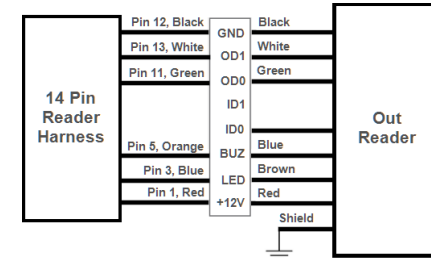 Pin 12, Black GND Black
Pin 13, White OD1 White
Pin 11, Green OD0 Green
14 Pin
Reader
Harness
ID1
ID0
Out
Reader
Pin 5, Orange BUZ Blue
Pin 3, Blue LED Brown
Pin 1, Red +12V Red
Shield